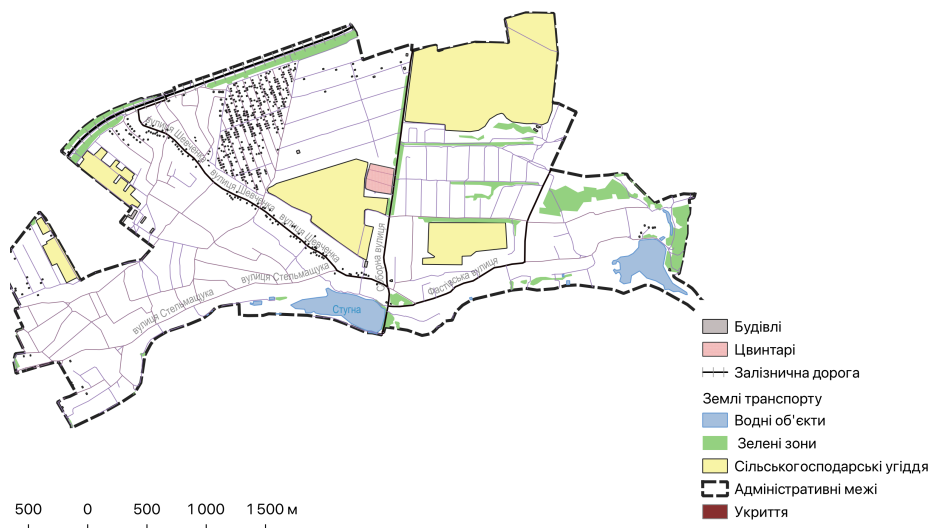 вулиця Шевченка
вулиця Шевченка
вулиця Шевченка
Соборна вулиця
вулиця Стельмащука
вулиця Стельмащука
Фастівська вулиця
Стугна
Будівлі
Цвинтарі
Залізнична дорога
Землі транспорту
Водні об'єкти
Зелені зони
Сільськогосподарські угіддя
Адміністративні межі
Укриття
500 0 500 1 000 1 500 м